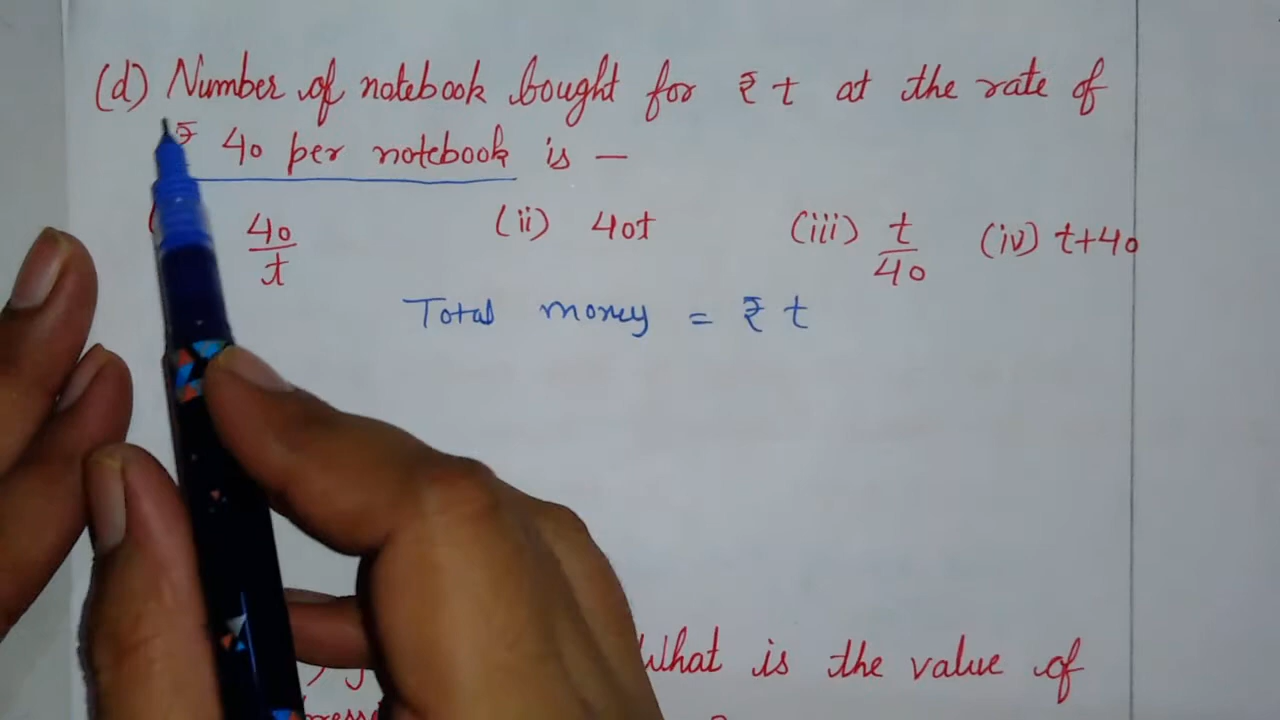 (d) Number of notebook bought for ₹ t at the rate of
₹ 40 per notebook is —
( 40/t (ii) 40t (iii) t/40 (iv) t+40
Total money = ₹ t
What is the value of